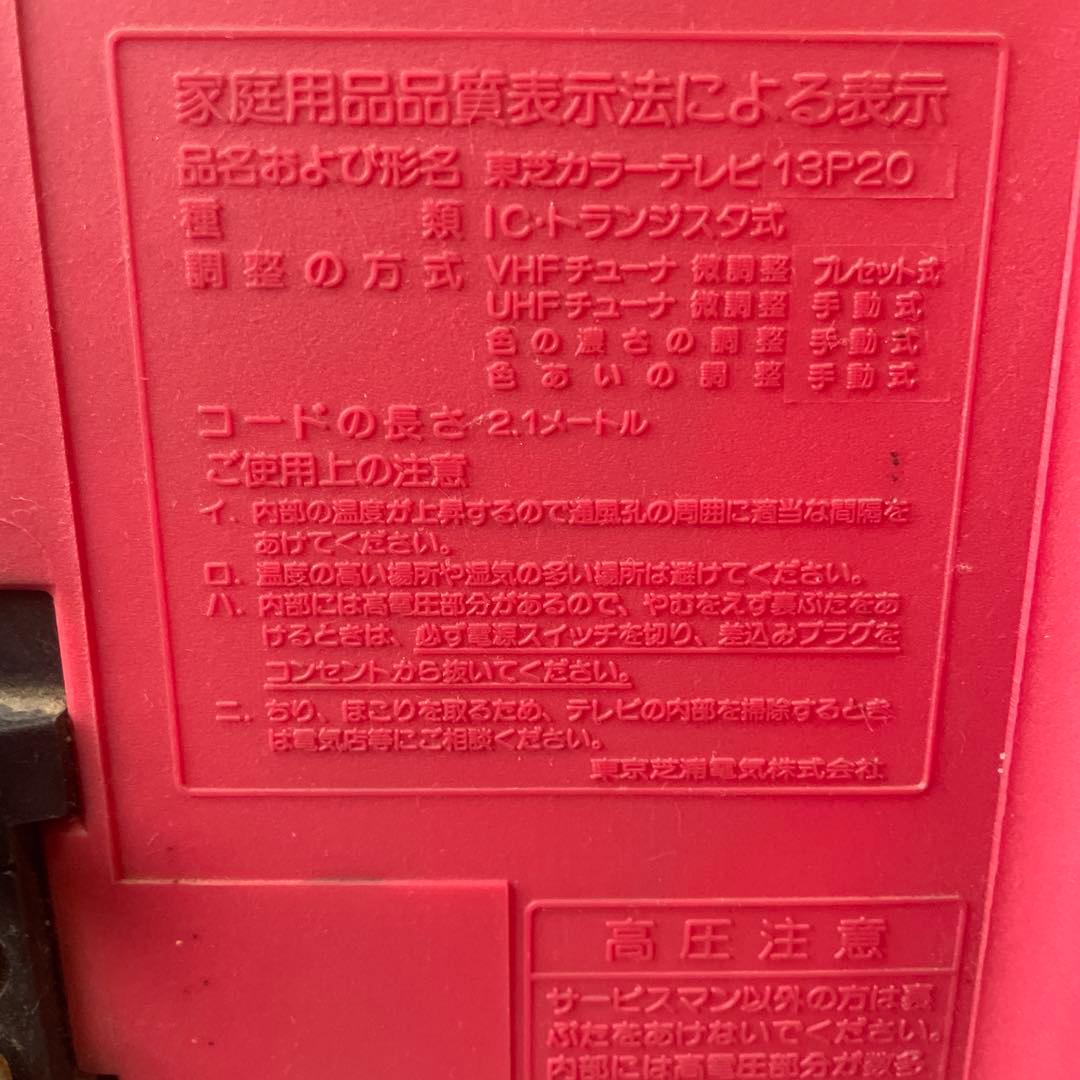 家庭用品品質表示法による表示
品名および形名 東芝カラーテレビ 13P20
種類 IC・トランジスタ式
調整の方式 VHFチューナ 微調整 プレセット式
UHFチューナ 微調整 手動式
色の濃さの調整 手動式
色あいの調整 手動式
コードの長さ 2.1メートル
ご使用上の注意
イ. 内部の温度が上昇するので通風孔の周囲に適当な間隔を
あけてください。
ロ. 温度の高い場所や湿気の多い場所は避けてください。
ハ. 内部には高電圧部分があるので、やむをえず裏ぶたをあ
けるときは、必ず電源スイッチを切り、差込みプラグを
コンセントから抜いてください。
ニ. ちり、ほこりを取るため、テレビの内部を掃除するとき
は電気店等にご相談ください。
東京芝浦電気株式会社
高圧注意
サービスマン以外の方は裏
ぶたをあけないでください。
内部には高電圧部分が数多